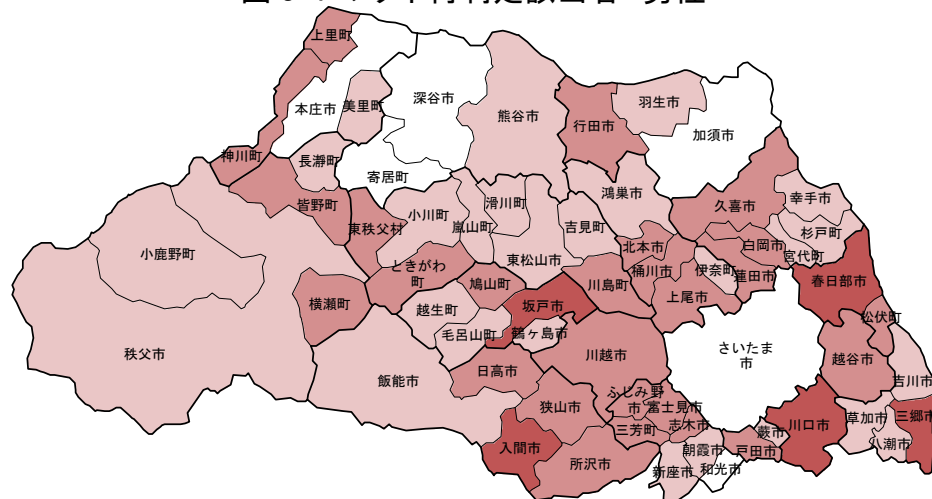 上里町
本庄市
美里町
深谷市
熊谷市
行田市
羽生市
加須市
神川町
長瀞町
寄居町
皆野町
東秩父村
小川町
嵐山町
滑川町
吉見町
鴻巣市
久喜市
幸手市
杉戸町
宮代町
白岡市
小鹿野町
ときがわ
町
東松山市
北本市
桶川市
伊奈町
蓮田市
春日部市
横瀬町
鳩山町
川島町
上尾市
越生町
坂戸市
松伏町
毛呂山町
鶴ヶ島市
さいたま
市
秩父市
飯能市
日高市
川越市
越谷市
吉川市
狭山市
ふじみ野
市
富士見市
志木市
三芳町
川口市
草加市
三郷市
八潮市
入間市
所沢市
蕨市
戸田市
朝霞市
新座市
和光市